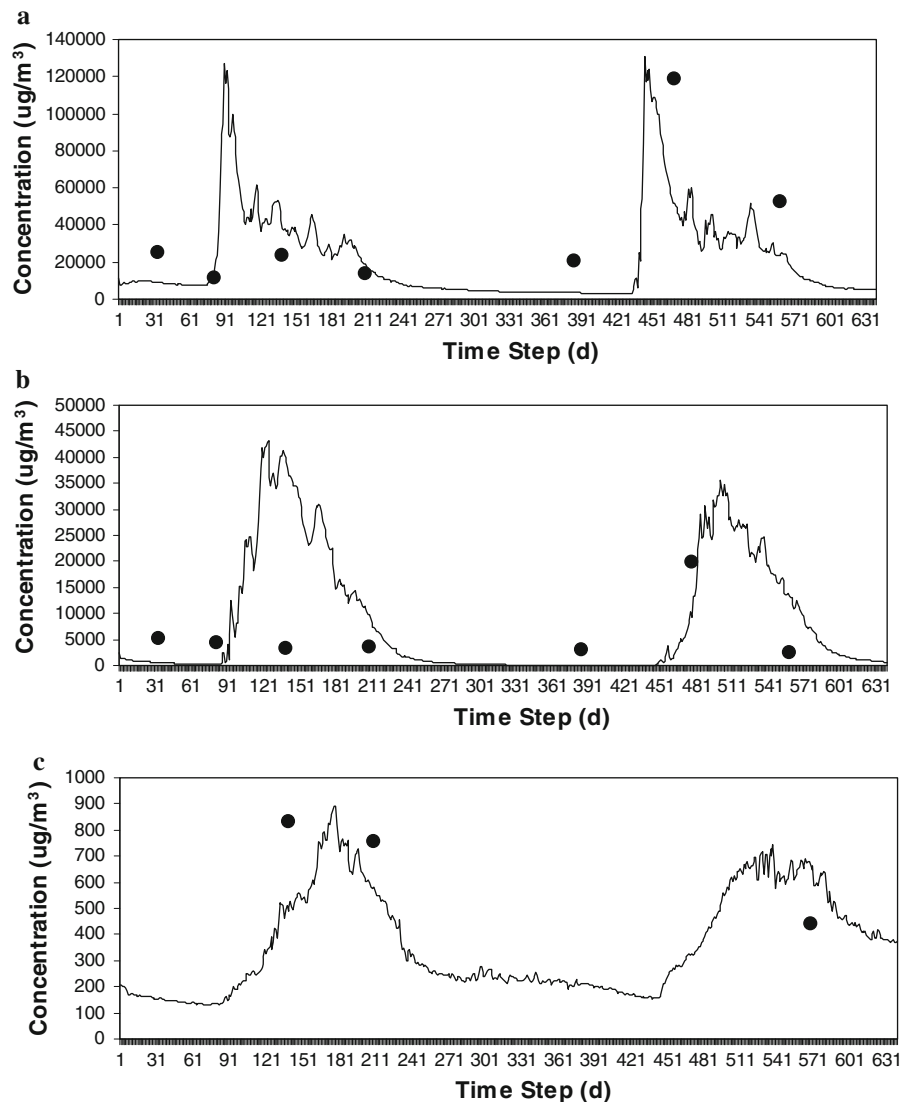 a
Concentration (ug/m³)
140000
120000
100000
80000
60000
40000
20000
0
1 31 61 91 121 151 181 211 241 271 301 331 361 391 421 451 481 511 541 571 601 631
Time Step (d)
b
Concentration (ug/m³)
50000
45000
40000
35000
30000
25000
20000
15000
10000
5000
0
1 31 61 91 121 151 181 211 241 271 301 331 361 391 421 451 481 511 541 571 601 631
Time Step (d)
c
Concentration (ug/m³)
1000
900
800
700
600
500
400
300
200
100
0
1 31 61 91 121 151 181 211 241 271 301 331 361 391 421 451 481 511 541 571 601 631
Time Step (d)